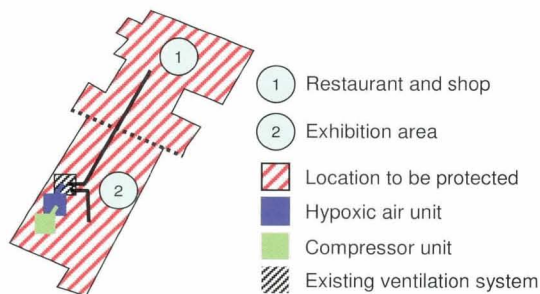 1
2
1 Restaurant and shop
2 Exhibition area
Location to be protected
Hypoxic air unit
Compressor unit
Existing ventilation system